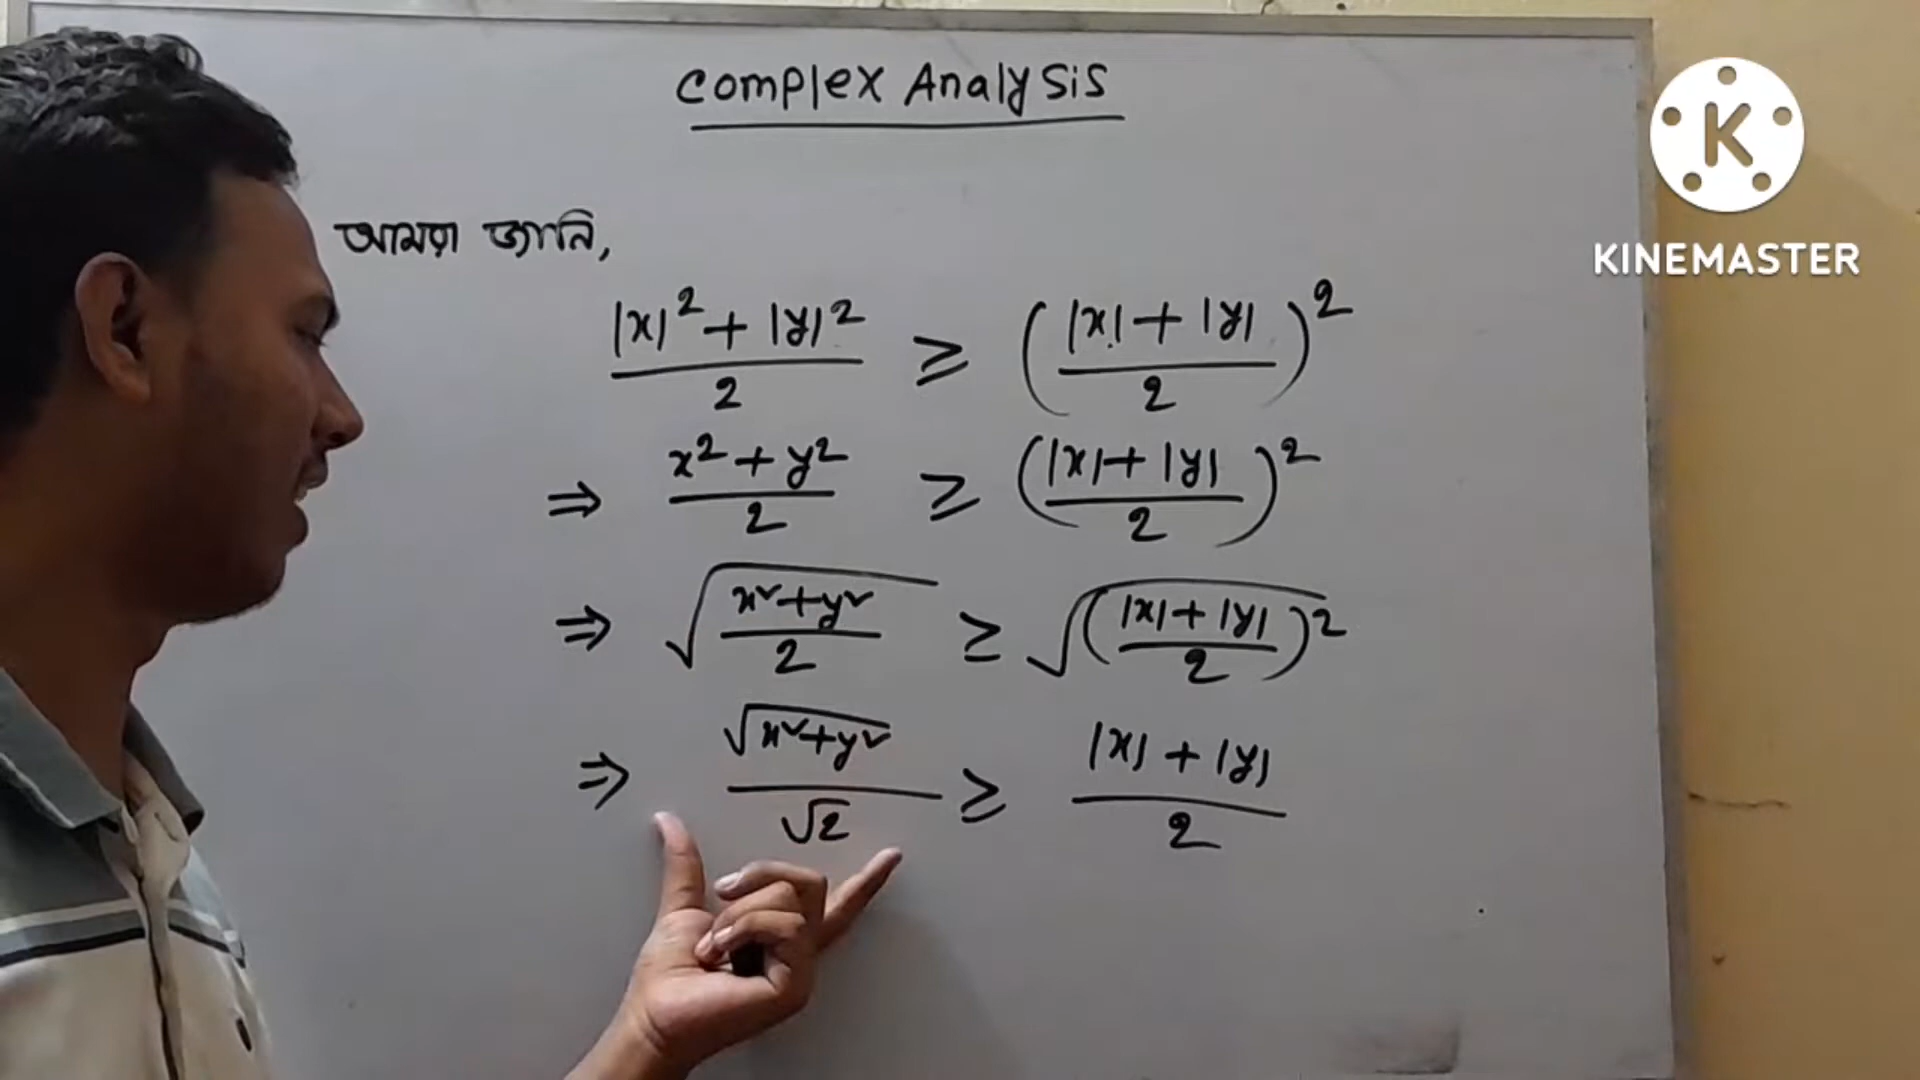 Complex Analysis
আমরা জানি,
|x|² + |y|² / 2 ≥ (|x| + |y| / 2)²
⇒ x² + y² / 2 ≥ (|x| + |y| / 2)²
⇒ √(x² + y² / 2) ≥ √(|x| + |y| / 2)²
⇒ √(x² + y²) / √2 ≥ |x| + |y| / 2
K
KINEMASTER